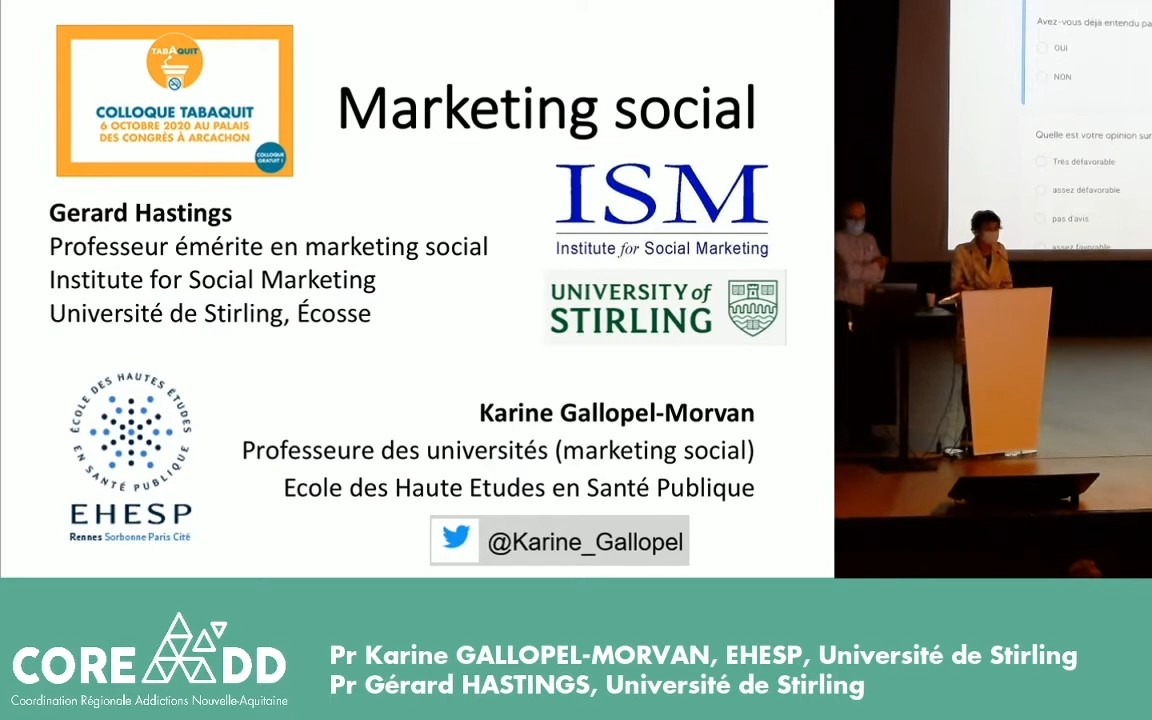 TABAQUIT
COLLOQUE TABAQUIT
6 OCTOBRE 2020 AU PALAIS
DES CONGRÈS À ARCACHON
COLLOQUE
GRATUIT !
Marketing social
ISM
Institute for Social Marketing
UNIVERSITY of
STIRLING
Gerard Hastings
Professeur émérite en marketing social
Institute for Social Marketing
Université de Stirling, Écosse
ÉCOLE DES HAUTES ÉTUDES
EN SANTÉ PUBLIQUE
EHESP
Rennes Sorbonne Paris Cité
Karine Gallopel-Morvan
Professeure des universités (marketing social)
Ecole des Haute Etudes en Santé Publique
@Karine_Gallopel
Avez-vous déjà entendu pa
OUI
NON
Quelle est votre opinion sur
Très défavorable
assez défavorable
pas d'avis
assez favorable
COREADD
Coordination Régionale Addictions Nouvelle-Aquitaine
Pr Karine GALLOPEL-MORVAN, EHESP, Université de Stirling
Pr Gérard HASTINGS, Université de Stirling